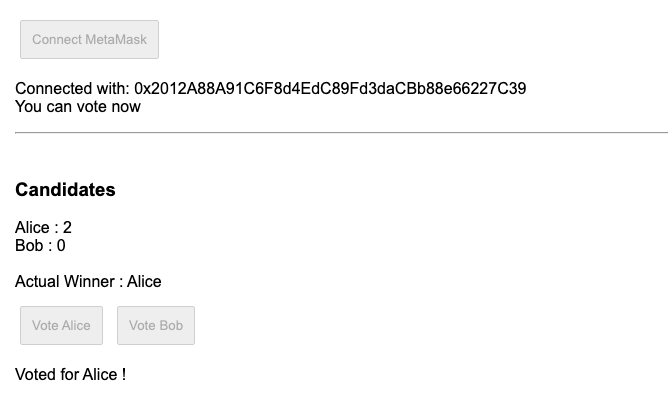 Connect MetaMask
Connected with: 0x2012A88A91C6F8d4EdC89Fd3daCBb88e66227C39
You can vote now
Candidates
Alice : 2
Bob : 0
Actual Winner : Alice
Vote Alice Vote Bob
Voted for Alice !